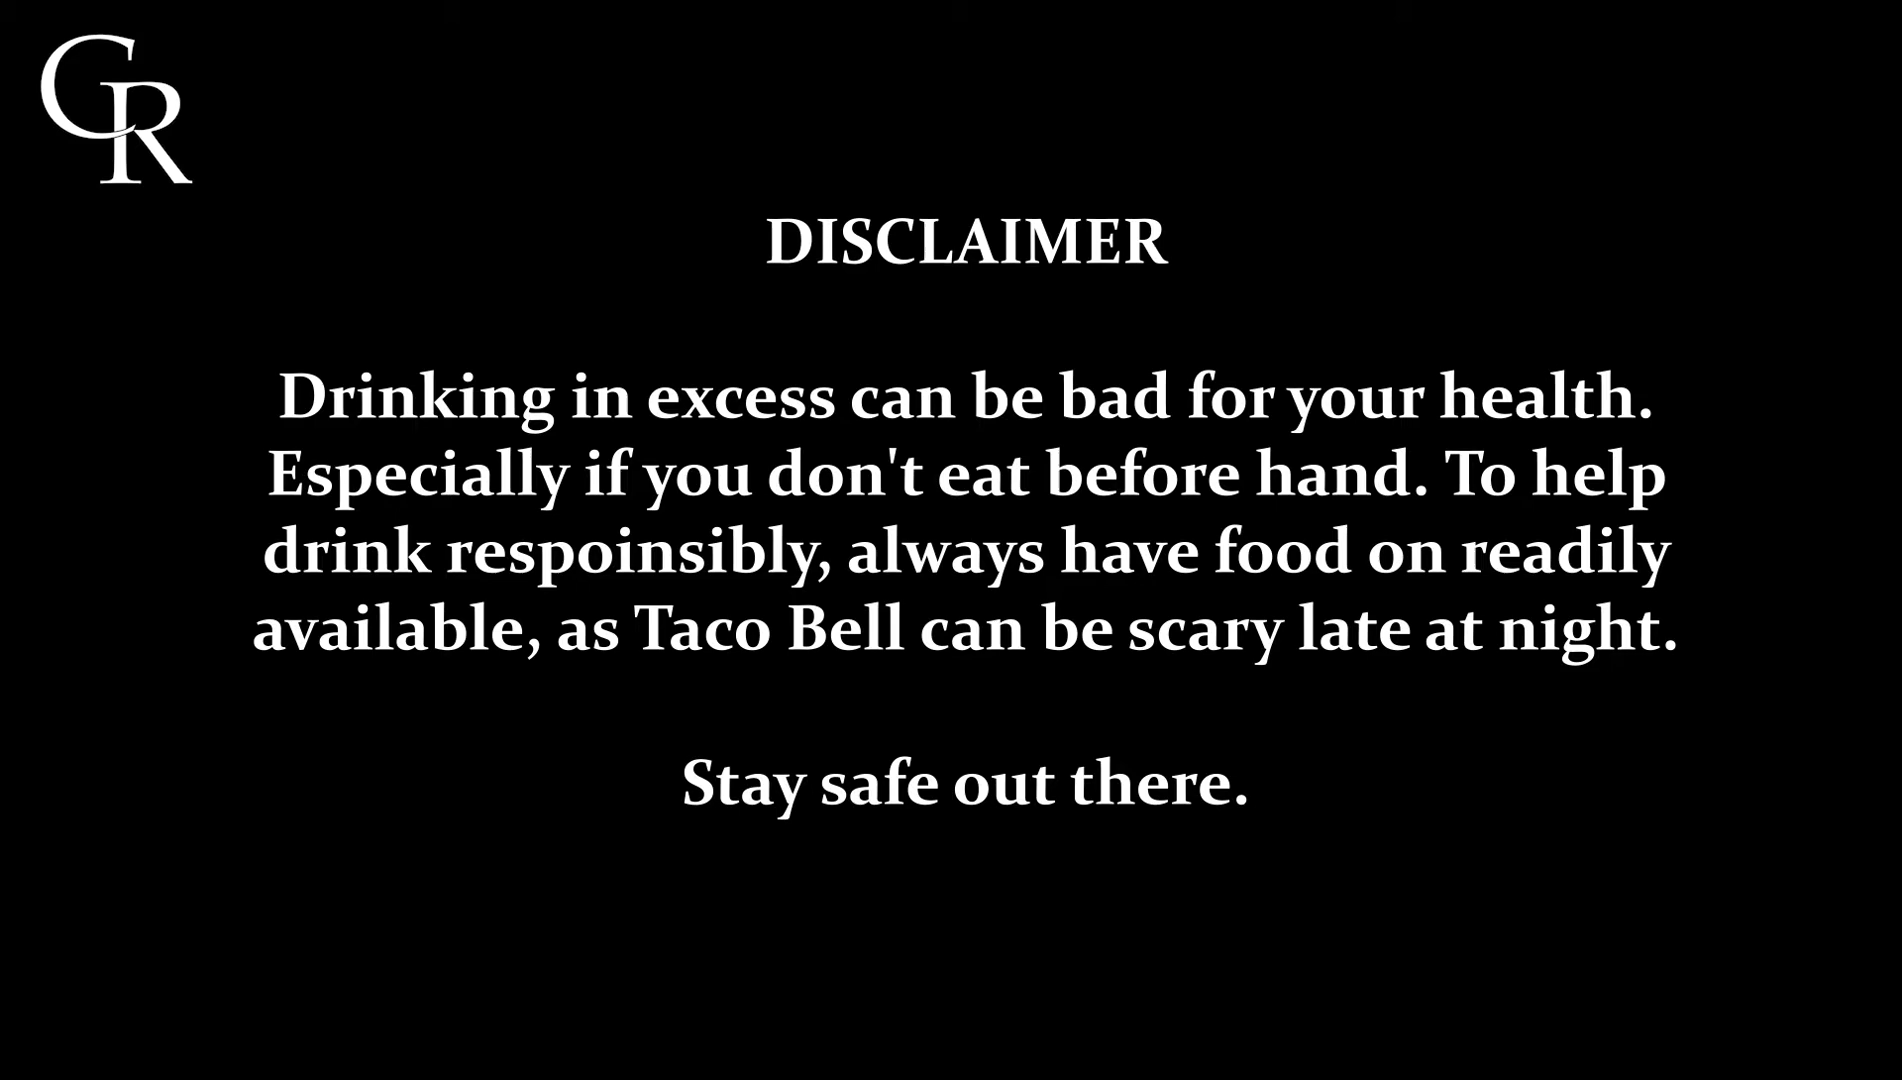 CR
DISCLAIMER
Drinking in excess can be bad for your health.
Especially if you don't eat before hand. To help
drink respoinsibly, always have food on readily
available, as Taco Bell can be scary late at night.
Stay safe out there.